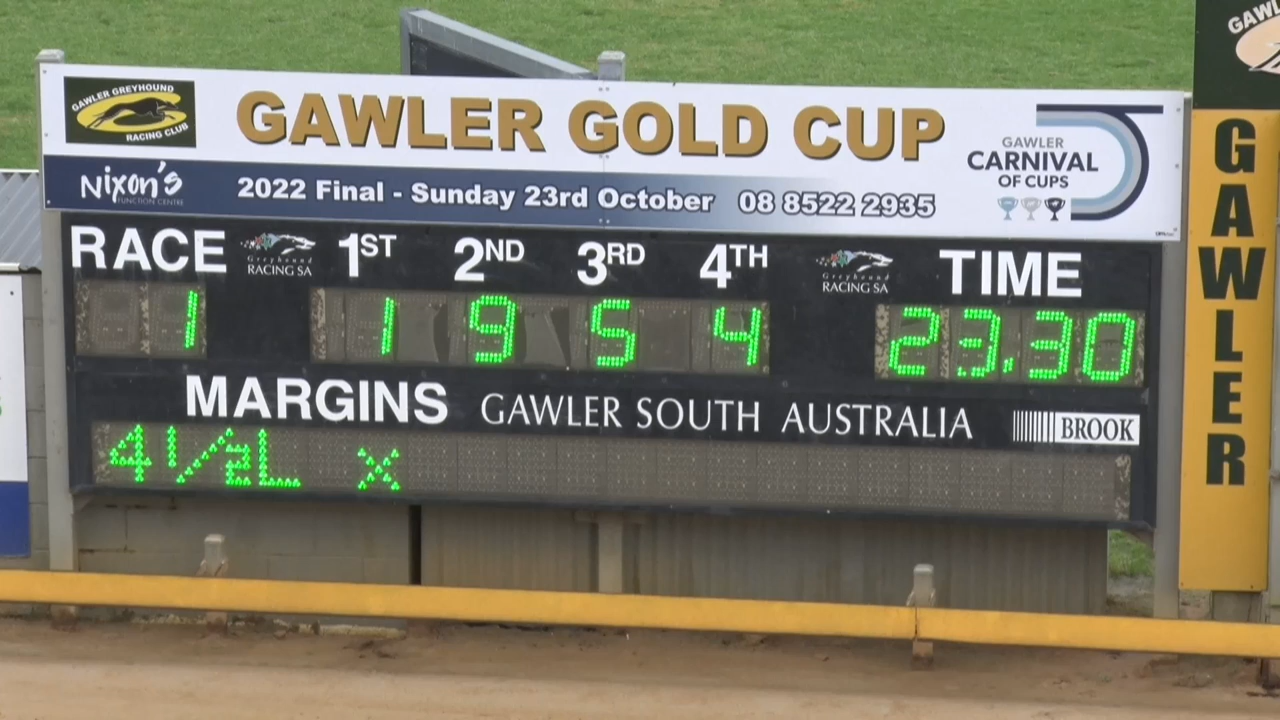 GAWLER GREYHOUND
RACING CLUB
GAWLER GOLD CUP
GAWLER
CARNIVAL
OF CUPS
Nixon's
FUNCTION CENTRE
2022 Final - Sunday 23rd October 08 8522 2935
RACE
Greyhound
RACING SA
1ST 2ND 3RD 4TH
Greyhound
RACING SA
TIME
1 1 9 5 4 23.30
MARGINS GAWLER SOUTH AUSTRALIA BROOK
4 1/2L X
GAWLER